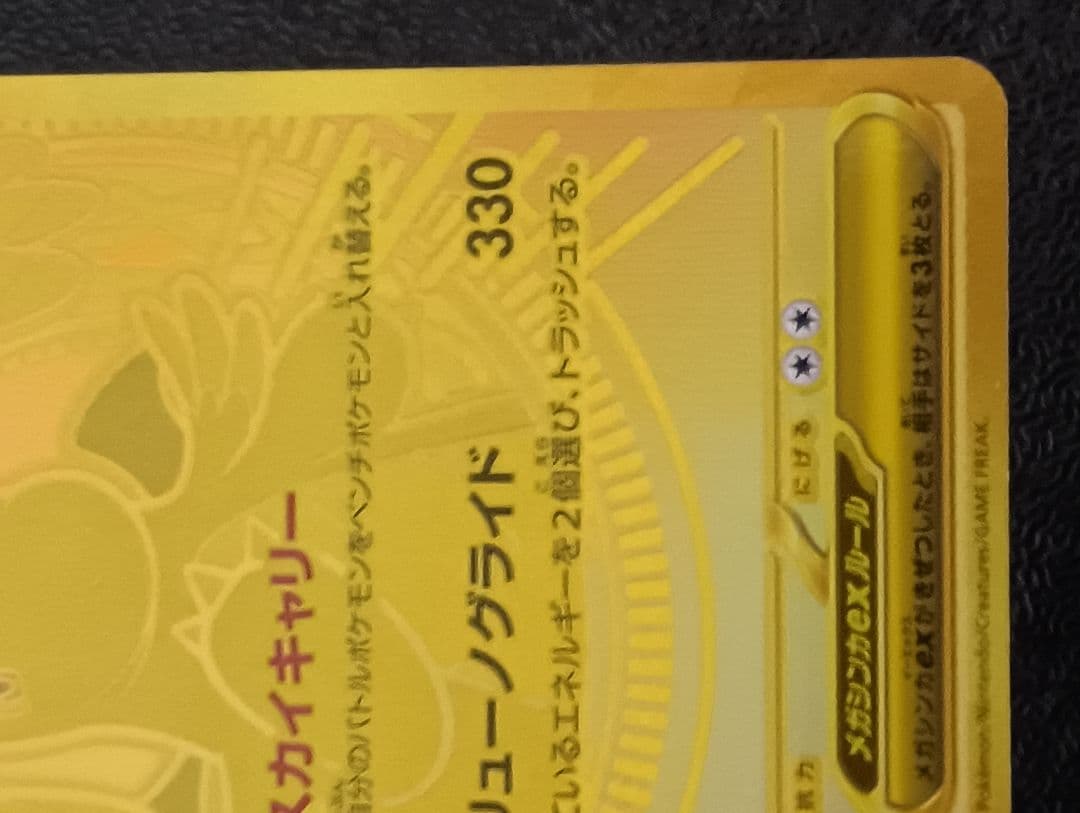 スカイキャリー
自分のバトルポケモンをベンチポケモンと入れ替える。
リューノグライド 330
ているエネルギーを2個選び、トラッシュする。
抗力 にげる
メガシンカexルール
メガシンカexがきぜつしたとき、相手はサイドを3枚とる。
Pokémon/Nintendo/Creatures/GAME FREAK.